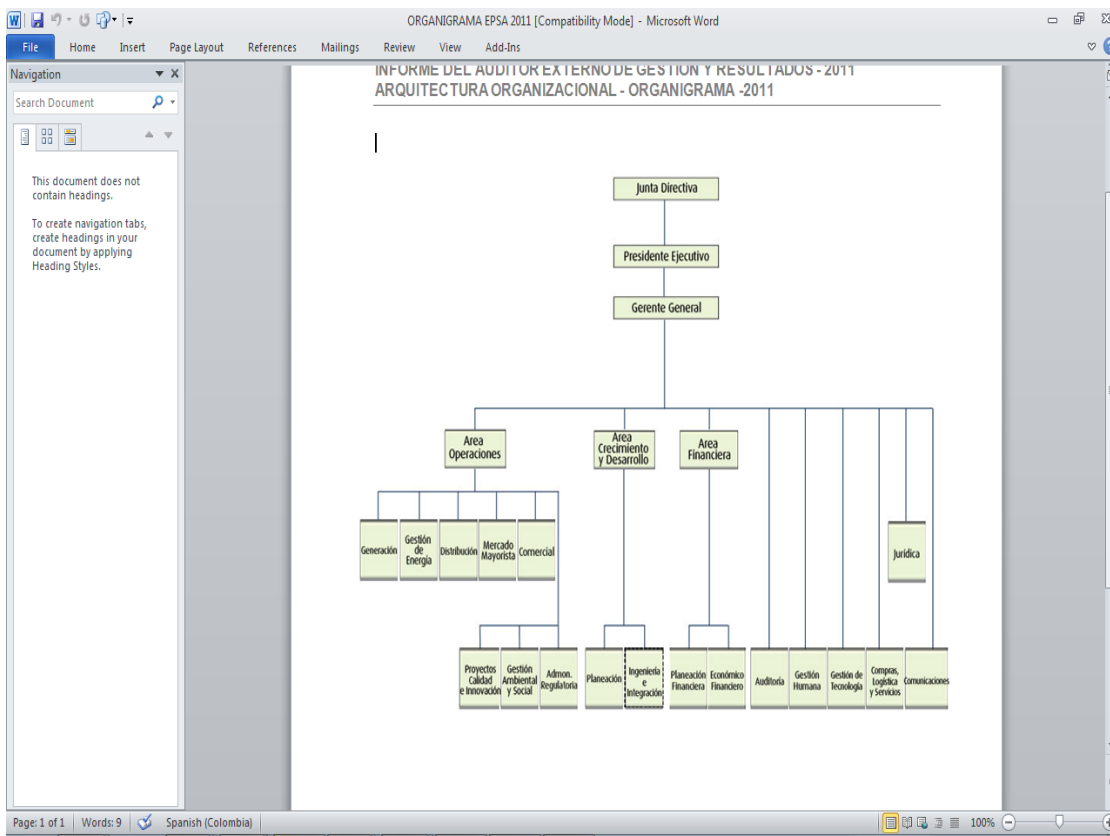 ORGANIGRAMA EPSA 2011 [Compatibility Mode] - Microsoft Word
File Home Insert Page Layout References Mailings Review View Add-Ins
Navigation
Search Document
This document does not
contain headings.
To create navigation tabs,
create headings in your
document by applying
Heading Styles.
INFORME DEL AUDITOR EXTERNO DE GESTION Y RESULTADOS - 2011
ARQUITECTURA ORGANIZACIONAL - ORGANIGRAMA -2011
Junta Directiva
Presidente Ejecutivo
Gerente General
Area
Operaciones
Area
Crecimiento
y Desarrollo
Area
Financiera
Generación
Gestión
de
Energía
Distribución
Mercado
Mayorista
Comercial
Jurídica
Proyectos
Calidad
e Innovación
Gestión
Ambiental
y Social
Admon.
Regulatoria
Planeación
Ingeniería
e
Integración
Planeación
Financiera
Económico
Financiero
Auditoría
Gestión
Humana
Gestión de
Tecnología
Compras,
Logística
y Servicios
Comunicaciones
Page: 1 of 1 Words: 9 Spanish (Colombia) 100%